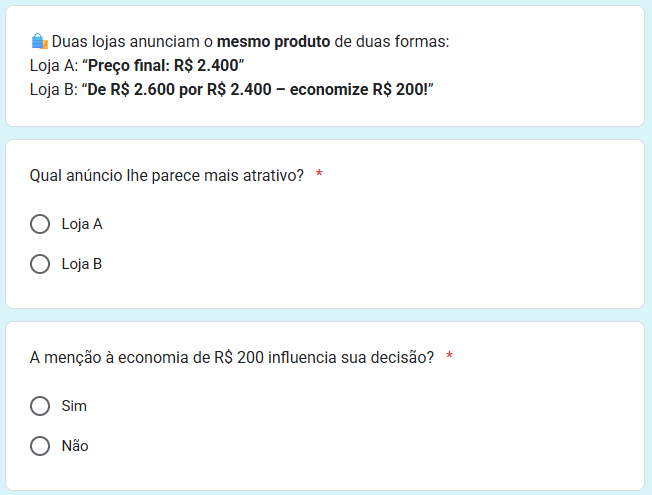 🛍️ Duas lojas anunciam o mesmo produto de duas formas:
Loja A: “Preço final: R$ 2.400”
Loja B: “De R$ 2.600 por R$ 2.400 – economize R$ 200!”
Qual anúncio lhe parece mais atrativo? *
Loja A
Loja B
A menção à economia de R$ 200 influencia sua decisão? *
Sim
Não